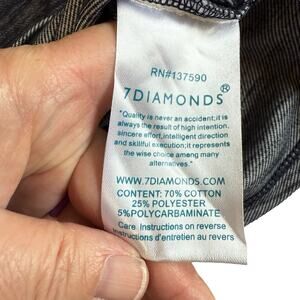 RN#137590
7DIAMONDS®
"Quality is never an accident; it is
always the result of high intention,
sincere effort, intelligent direction
and skillful execution; it represents
the wise choice among many
alternatives."
WWW.7DIAMONDS.COM
CONTENT: 70% COTTON
25% POLYESTER
5%POLYCARBAMINATE
Care Instructions on reverse
Instructions d'entretien au revers